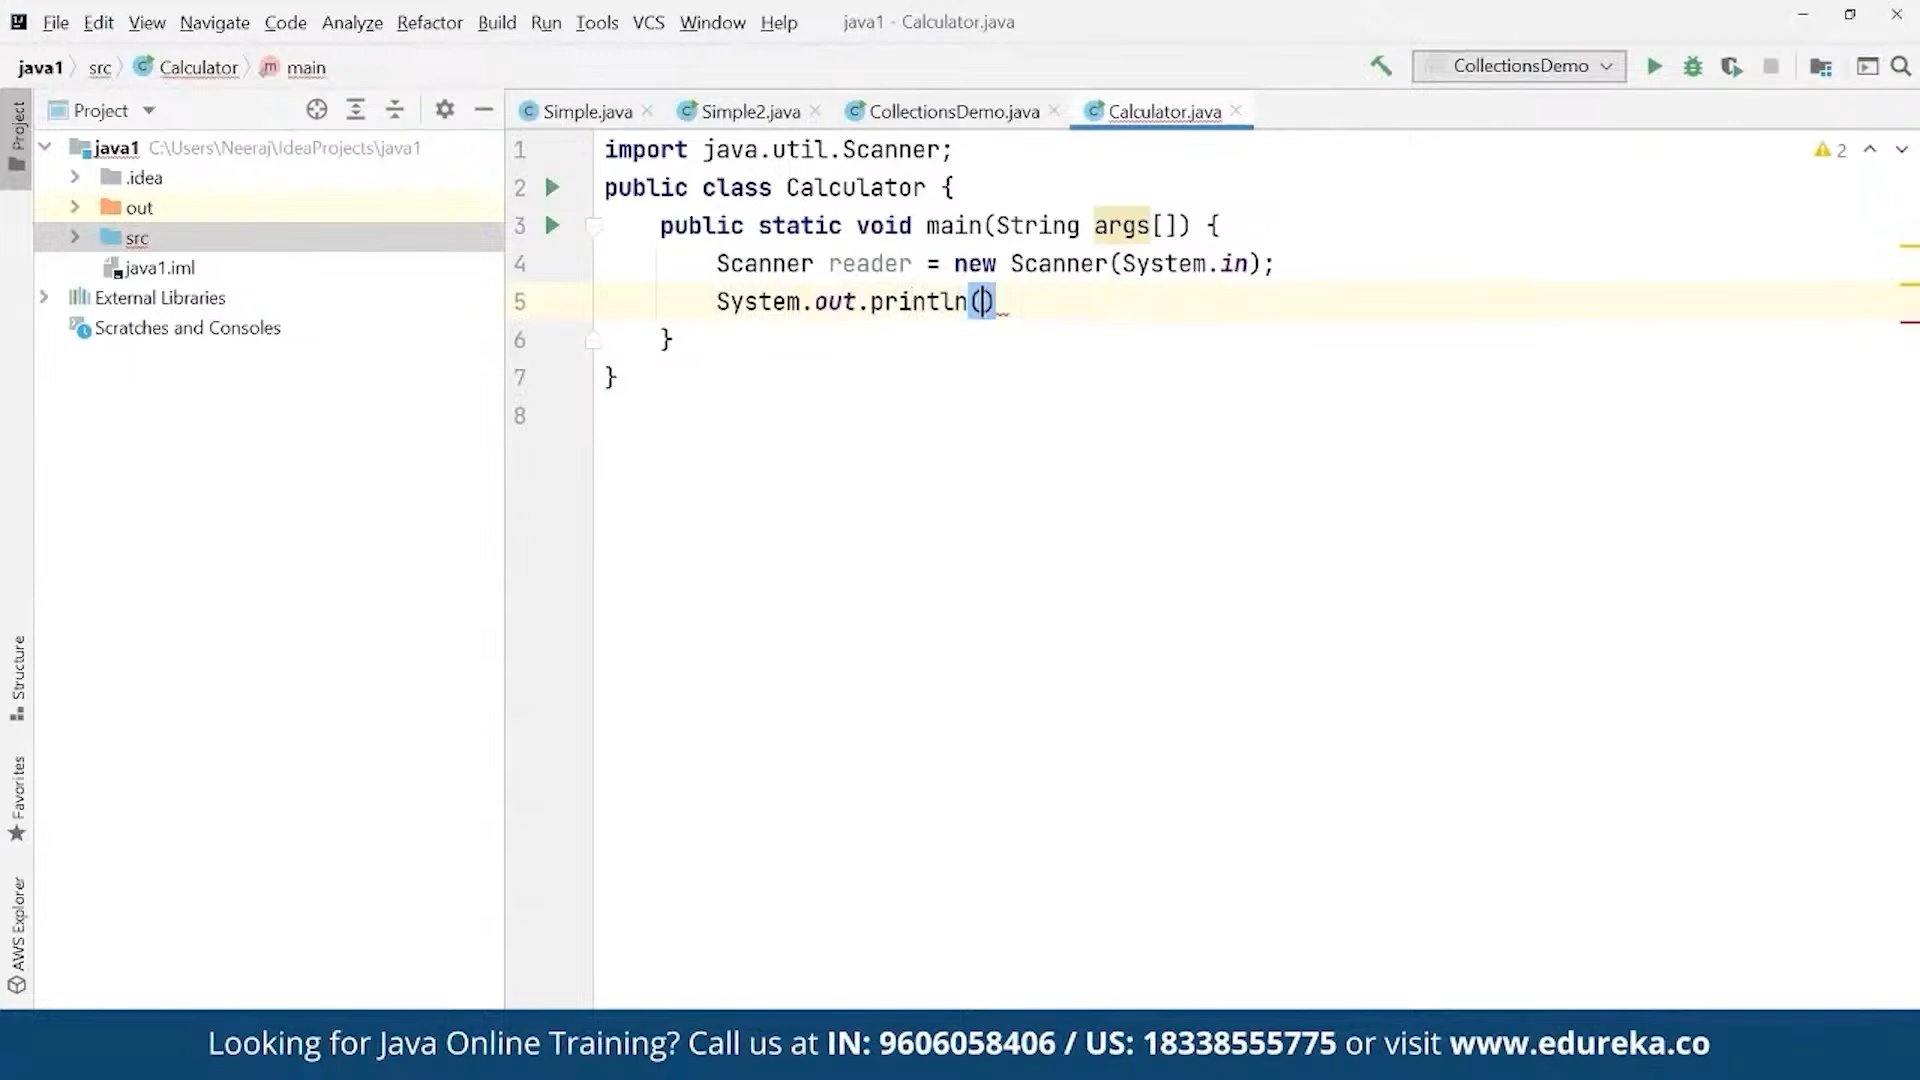 File Edit View Navigate Code Analyze Refactor Build Run Tools VCS Window Help java1 - Calculator.java
java1 src Calculator main CollectionsDemo
Project Simple.java Simple2.java CollectionsDemo.java Calculator.java
java1 C:\Users\Neeraj\IdeaProjects\java1
.idea
out
src
java1.iml
External Libraries
Scratches and Consoles
Project
Structure
Favorites
AWS Explorer
1 import java.util.Scanner;
2 public class Calculator {
3 public static void main(String args[]) {
4 Scanner reader = new Scanner(System.in);
5 System.out.println()
6 }
7 }
8
2
Looking for Java Online Training? Call us at IN: 9606058406 / US: 18338555775 or visit www.edureka.co